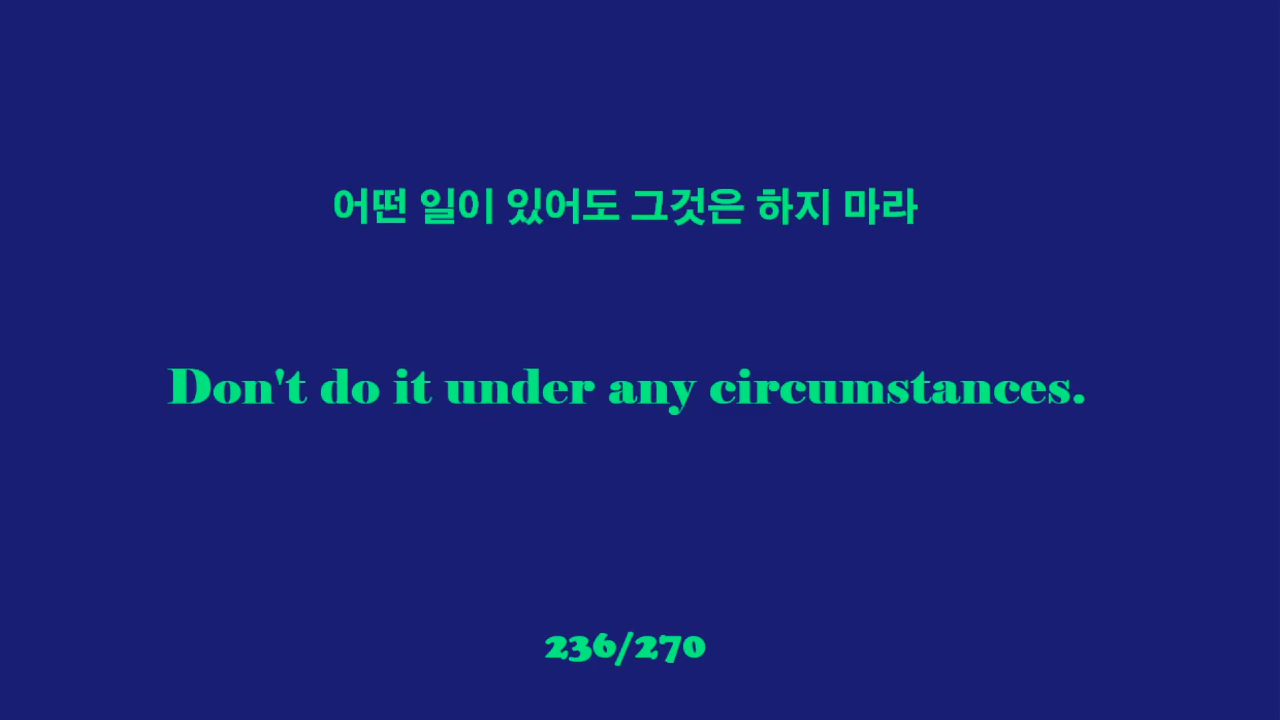 어떤 일이 있어도 그것은 하지 마라
Don't do it under any circumstances.
236/270